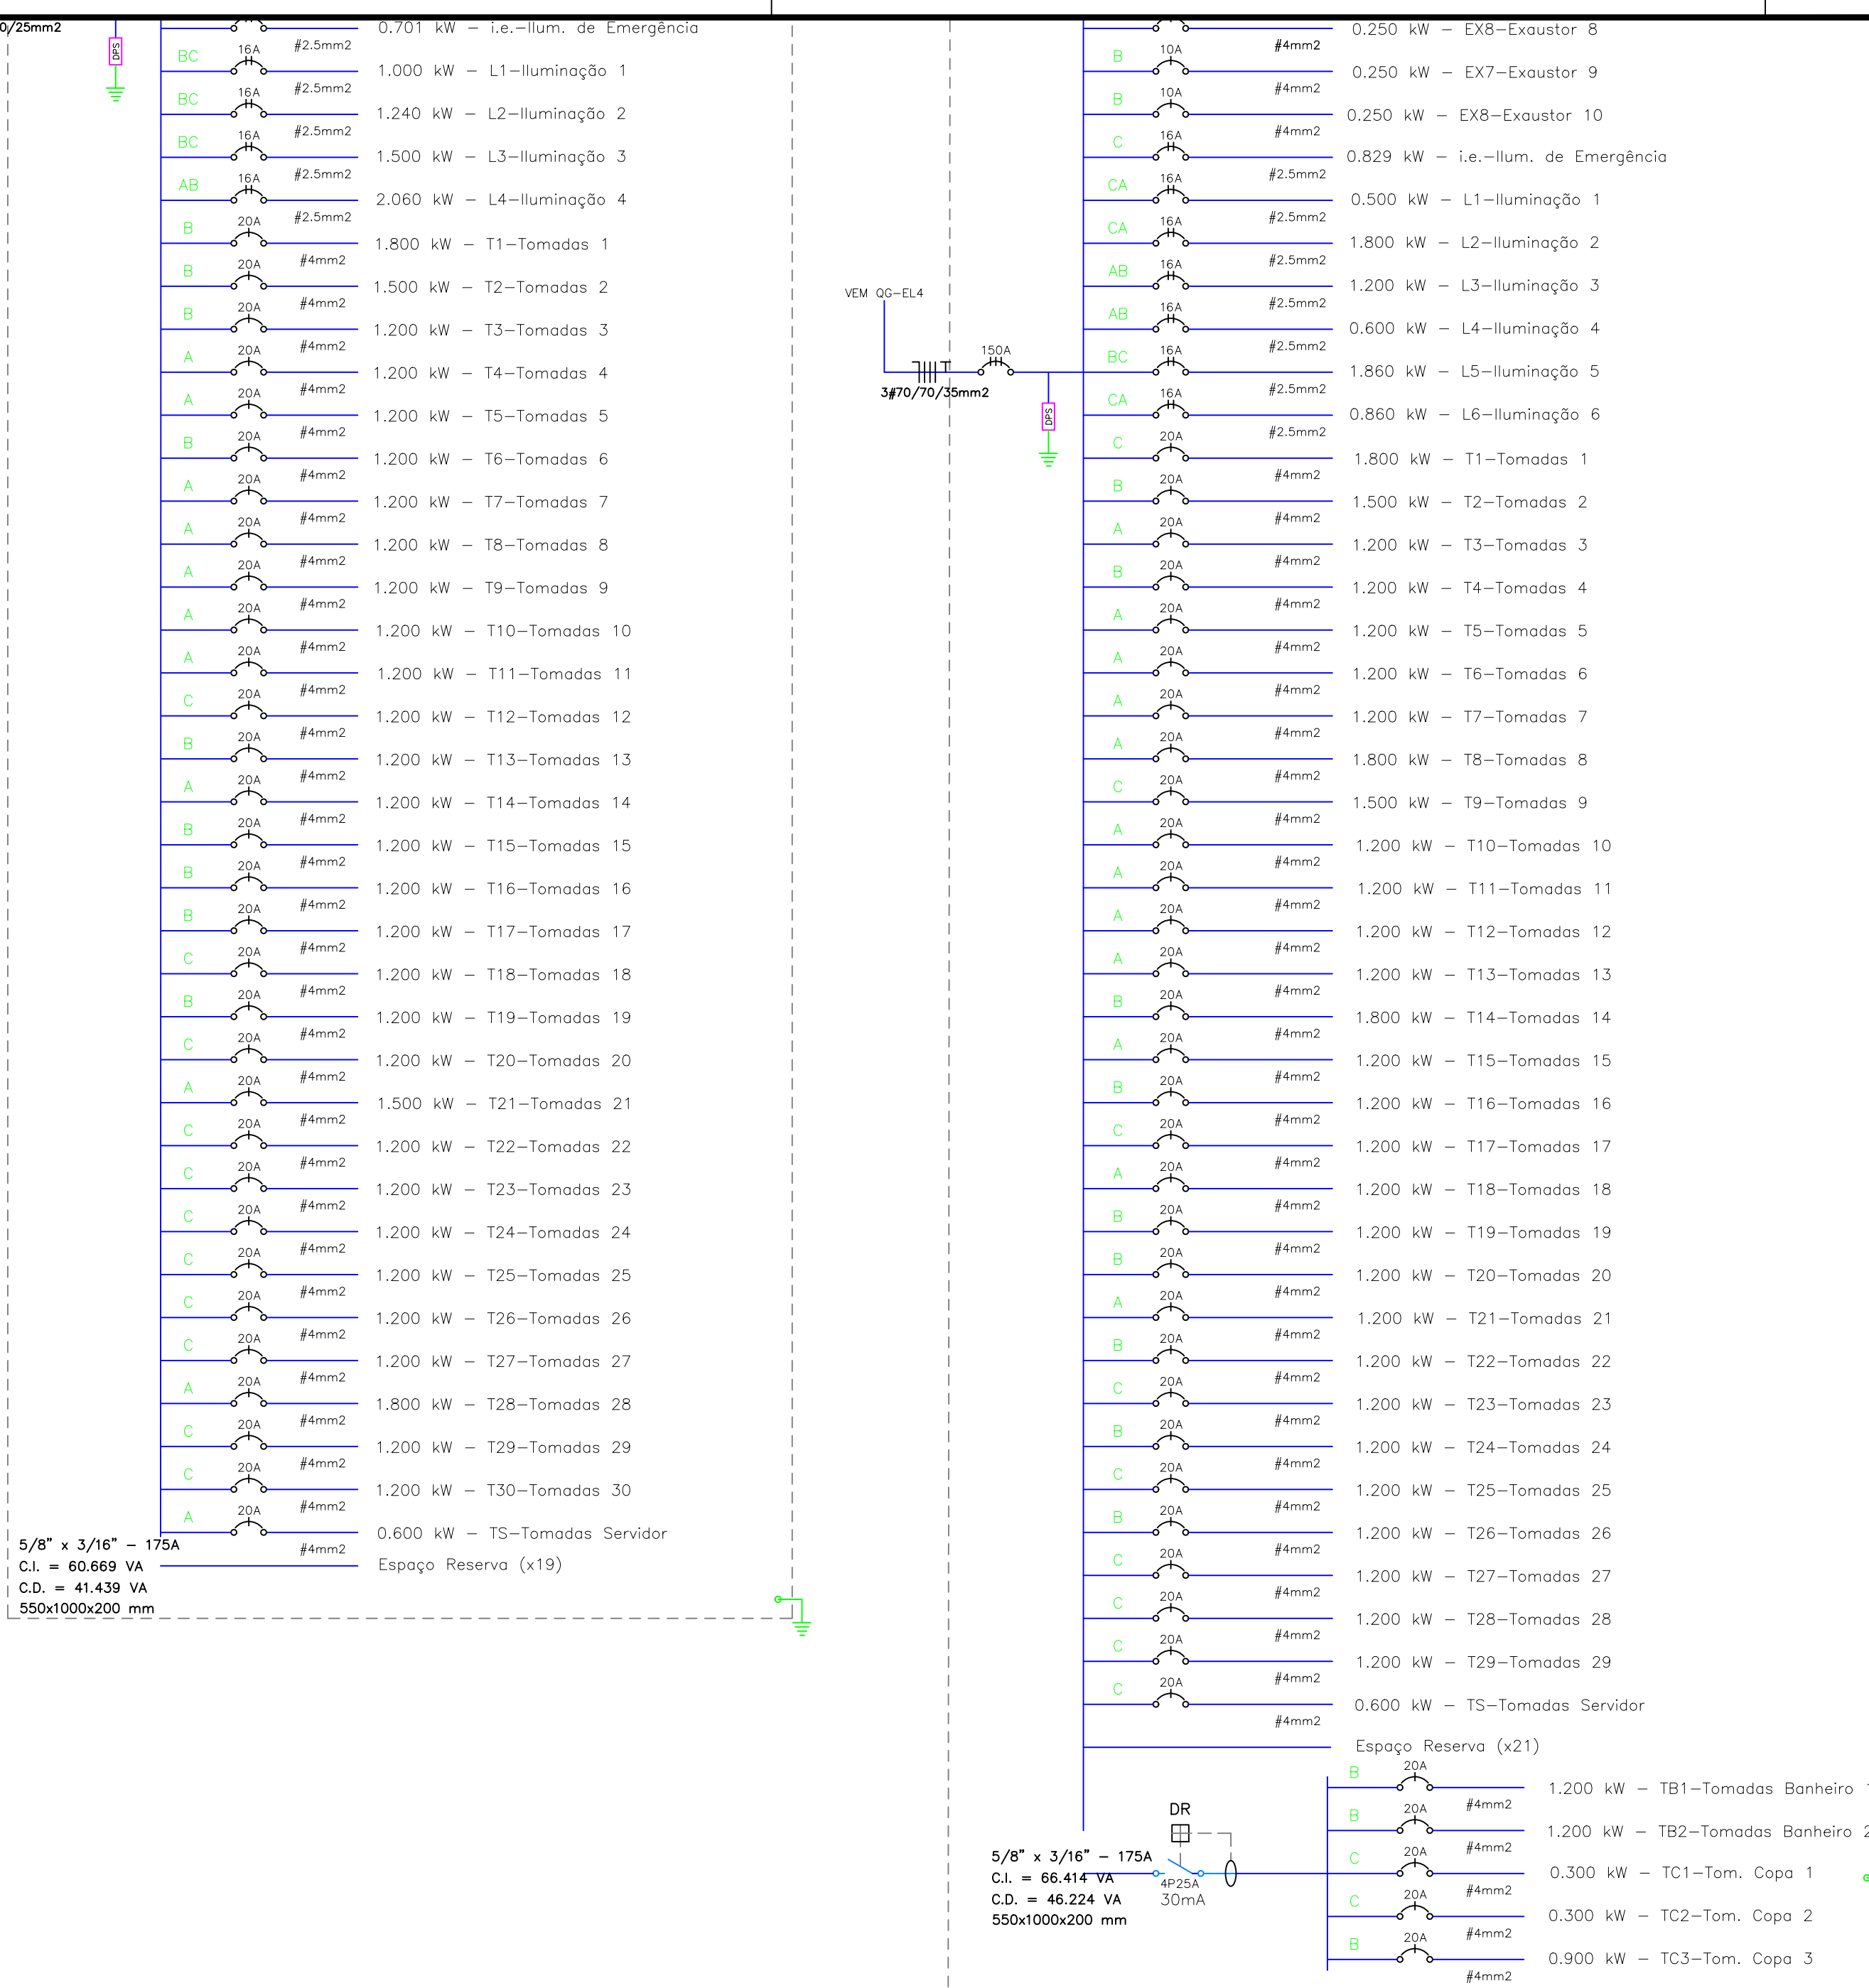 0/25mm2
DPS
0.701 kW – i.e.–Ilum. de Emergência
#2.5mm2
BC 16A 1.000 kW – L1–Iluminação 1
#2.5mm2
BC 16A 1.240 kW – L2–Iluminação 2
#2.5mm2
BC 16A 1.500 kW – L3–Iluminação 3
#2.5mm2
AB 16A 2.060 kW – L4–Iluminação 4
#2.5mm2
B 20A 1.800 kW – T1–Tomadas 1
#4mm2
B 20A 1.500 kW – T2–Tomadas 2
#4mm2
B 20A 1.200 kW – T3–Tomadas 3
#4mm2
A 20A 1.200 kW – T4–Tomadas 4
#4mm2
A 20A 1.200 kW – T5–Tomadas 5
#4mm2
B 20A 1.200 kW – T6–Tomadas 6
#4mm2
A 20A 1.200 kW – T7–Tomadas 7
#4mm2
A 20A 1.200 kW – T8–Tomadas 8
#4mm2
A 20A 1.200 kW – T9–Tomadas 9
#4mm2
A 20A 1.200 kW – T10–Tomadas 10
#4mm2
A 20A 1.200 kW – T11–Tomadas 11
#4mm2
C 20A 1.200 kW – T12–Tomadas 12
#4mm2
B 20A 1.200 kW – T13–Tomadas 13
#4mm2
A 20A 1.200 kW – T14–Tomadas 14
#4mm2
B 20A 1.200 kW – T15–Tomadas 15
#4mm2
B 20A 1.200 kW – T16–Tomadas 16
#4mm2
B 20A 1.200 kW – T17–Tomadas 17
#4mm2
C 20A 1.200 kW – T18–Tomadas 18
#4mm2
B 20A 1.200 kW – T19–Tomadas 19
#4mm2
C 20A 1.200 kW – T20–Tomadas 20
#4mm2
A 20A 1.500 kW – T21–Tomadas 21
#4mm2
C 20A 1.200 kW – T22–Tomadas 22
#4mm2
C 20A 1.200 kW – T23–Tomadas 23
#4mm2
C 20A 1.200 kW – T24–Tomadas 24
#4mm2
C 20A 1.200 kW – T25–Tomadas 25
#4mm2
C 20A 1.200 kW – T26–Tomadas 26
#4mm2
C 20A 1.200 kW – T27–Tomadas 27
#4mm2
A 20A 1.800 kW – T28–Tomadas 28
#4mm2
C 20A 1.200 kW – T29–Tomadas 29
#4mm2
C 20A 1.200 kW – T30–Tomadas 30
#4mm2
A 20A 0.600 kW – TS–Tomadas Servidor
#4mm2
Espaço Reserva (x19)
5/8" x 3/16" – 175A
C.I. = 60.669 VA
C.D. = 41.439 VA
550x1000x200 mm
VEM QG–EL4
150A
3#70/70/35mm2
DPS
0.250 kW – EX8–Exaustor 8
#4mm2
B 10A 0.250 kW – EX7–Exaustor 9
#4mm2
B 10A 0.250 kW – EX8–Exaustor 10
#4mm2
C 16A 0.829 kW – i.e.–Ilum. de Emergência
#2.5mm2
CA 16A 0.500 kW – L1–Iluminação 1
#2.5mm2
CA 16A 1.800 kW – L2–Iluminação 2
#2.5mm2
AB 16A 1.200 kW – L3–Iluminação 3
#2.5mm2
AB 16A 0.600 kW – L4–Iluminação 4
#2.5mm2
BC 16A 1.860 kW – L5–Iluminação 5
#2.5mm2
CA 16A 0.860 kW – L6–Iluminação 6
#2.5mm2
C 20A 1.800 kW – T1–Tomadas 1
#4mm2
B 20A 1.500 kW – T2–Tomadas 2
#4mm2
A 20A 1.200 kW – T3–Tomadas 3
#4mm2
B 20A 1.200 kW – T4–Tomadas 4
#4mm2
A 20A 1.200 kW – T5–Tomadas 5
#4mm2
A 20A 1.200 kW – T6–Tomadas 6
#4mm2
A 20A 1.200 kW – T7–Tomadas 7
#4mm2
A 20A 1.800 kW – T8–Tomadas 8
#4mm2
C 20A 1.500 kW – T9–Tomadas 9
#4mm2
A 20A 1.200 kW – T10–Tomadas 10
#4mm2
A 20A 1.200 kW – T11–Tomadas 11
#4mm2
A 20A 1.200 kW – T12–Tomadas 12
#4mm2
A 20A 1.200 kW – T13–Tomadas 13
#4mm2
B 20A 1.800 kW – T14–Tomadas 14
#4mm2
A 20A 1.200 kW – T15–Tomadas 15
#4mm2
B 20A 1.200 kW – T16–Tomadas 16
#4mm2
C 20A 1.200 kW – T17–Tomadas 17
#4mm2
A 20A 1.200 kW – T18–Tomadas 18
#4mm2
B 20A 1.200 kW – T19–Tomadas 19
#4mm2
B 20A 1.200 kW – T20–Tomadas 20
#4mm2
A 20A 1.200 kW – T21–Tomadas 21
#4mm2
B 20A 1.200 kW – T22–Tomadas 22
#4mm2
C 20A 1.200 kW – T23–Tomadas 23
#4mm2
B 20A 1.200 kW – T24–Tomadas 24
#4mm2
C 20A 1.200 kW – T25–Tomadas 25
#4mm2
B 20A 1.200 kW – T26–Tomadas 26
#4mm2
C 20A 1.200 kW – T27–Tomadas 27
#4mm2
C 20A 1.200 kW – T28–Tomadas 28
#4mm2
C 20A 1.200 kW – T29–Tomadas 29
#4mm2
C 20A 0.600 kW – TS–Tomadas Servidor
#4mm2
Espaço Reserva (x21)
B 20A 1.200 kW – TB1–Tomadas Banheiro
#4mm2
B 20A 1.200 kW – TB2–Tomadas Banheiro 2
#4mm2
C 20A 0.300 kW – TC1–Tom. Copa 1
#4mm2
C 20A 0.300 kW – TC2–Tom. Copa 2
#4mm2
B 20A 0.900 kW – TC3–Tom. Copa 3
#4mm2
DR
4P25A
30mA
5/8" x 3/16" – 175A
C.I. = 66.414 VA
C.D. = 46.224 VA
550x1000x200 mm